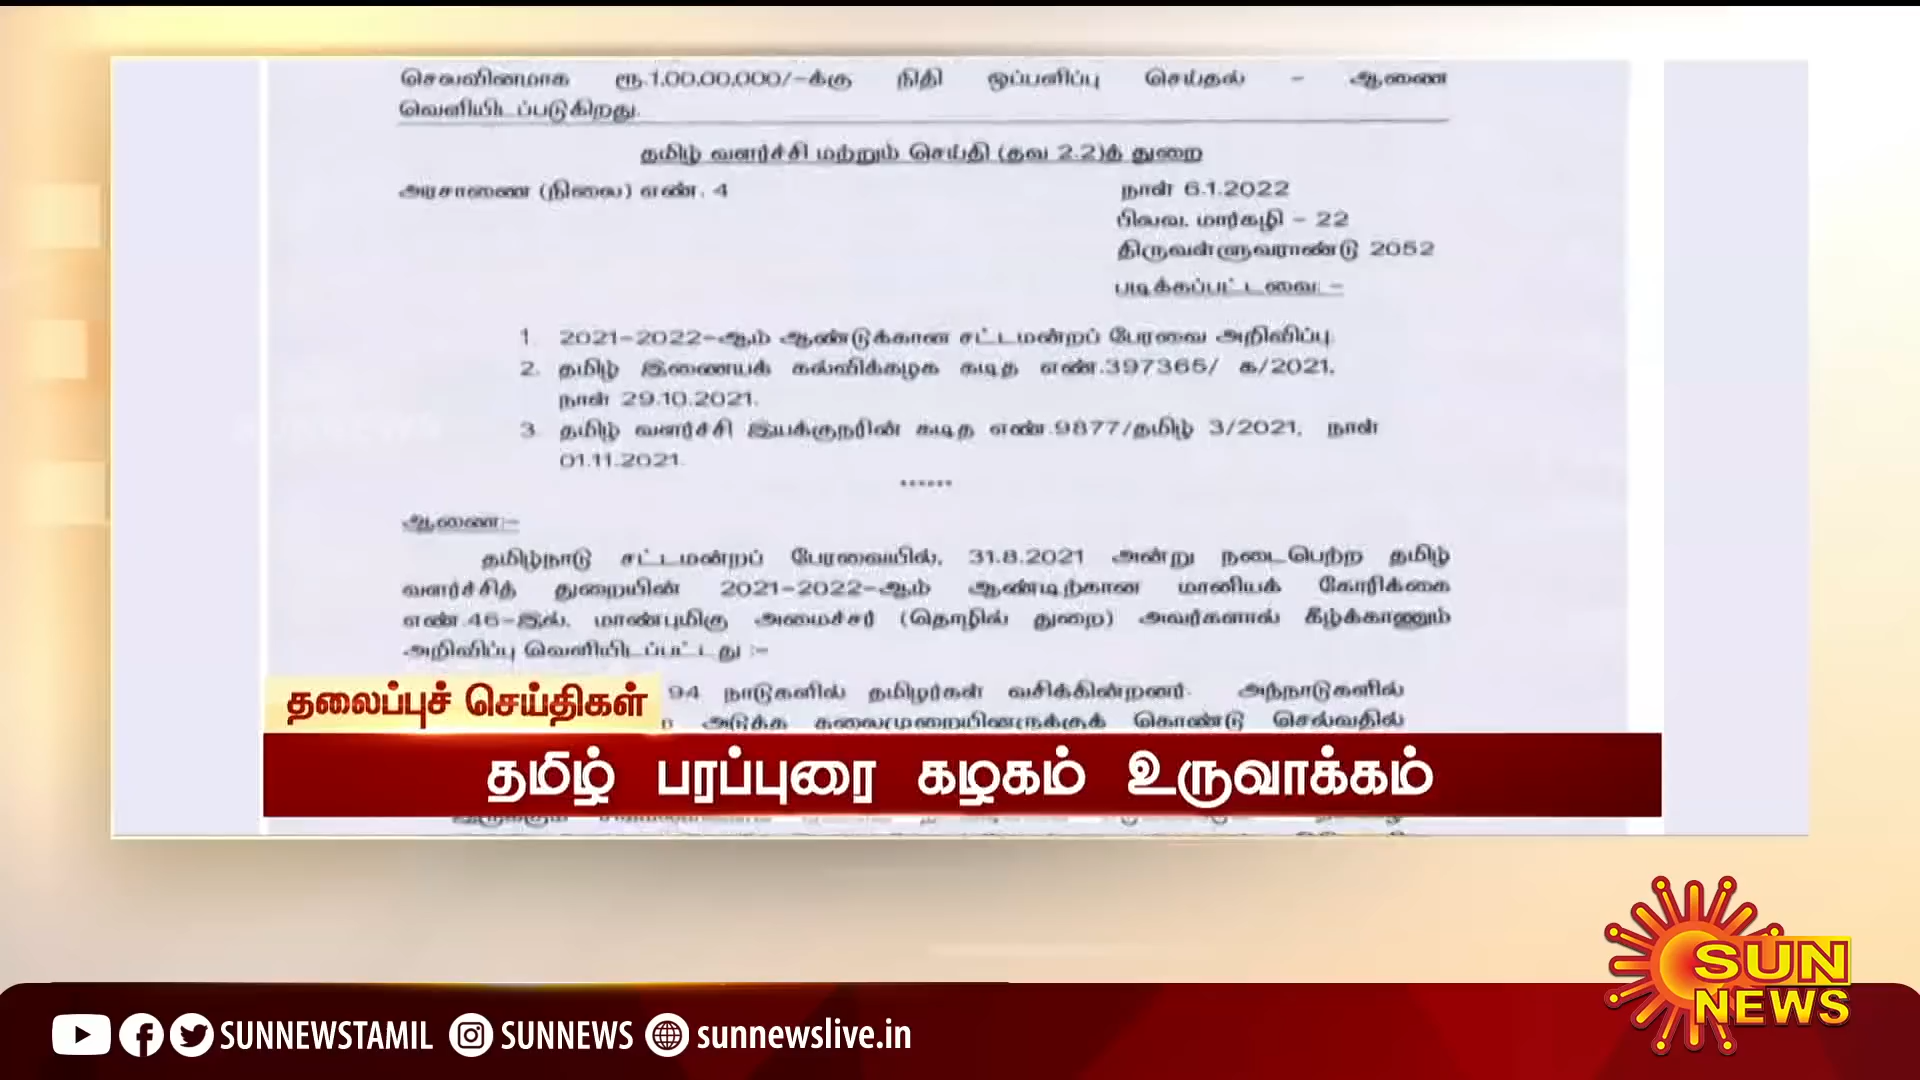 செலவினமாக ரூ.1,00,00,000/-க்கு நிதி ஒப்பளிப்பு செய்தல் - ஆணை
வெளியிடப்படுகிறது.
தமிழ் வளர்ச்சி மற்றும் செய்தி (தவ 2.2)த் துறை
அரசாணை (நிலை) எண். 4
நாள் 6.1.2022
பிலவ, மார்கழி - 22
திருவள்ளுவராண்டு 2052
படிக்கப்பட்டவை: -
1. 2021-2022-ஆம் ஆண்டுக்கான சட்டமன்றப் பேரவை அறிவிப்பு.
2. தமிழ் இணையக் கல்விக்கழக கடித எண்.397365/ க/2021,
நாள் 29.10.2021.
3. தமிழ் வளர்ச்சி இயக்குநரின் கடித எண்.9877/தமிழ் 3/2021, நாள்
01.11.2021.
******
ஆணை:-
தமிழ்நாடு சட்டமன்றப் பேரவையில், 31.8.2021 அன்று நடைபெற்ற தமிழ்
வளர்ச்சித் துறையின் 2021-2022-ஆம் ஆண்டிற்கான மானியக் கோரிக்கை
எண்.46-இல், மாண்புமிகு அமைச்சர் (தொழில் துறை) அவர்களால் கீழ்க்காணும்
அறிவிப்பு வெளியிடப்பட்டது :-
94 நாடுகளில் தமிழர்கள் வசிக்கின்றனர். அந்நாடுகளில்
அடுத்த தலைமுறையினருக்குக் கொண்டு செல்வதில்
தலைப்புச் செய்திகள்
தமிழ் பரப்புரை கழகம் உருவாக்கம்
SUN
NEWS
SUNNEWSTAMIL SUNNEWS sunnewslive.in